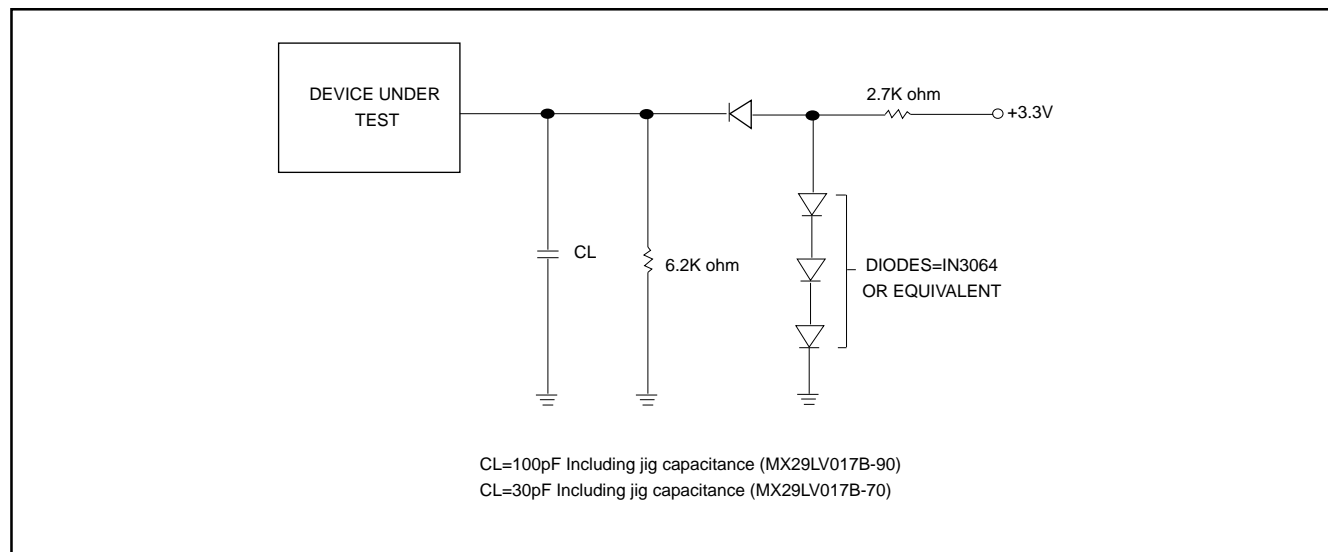 DEVICE UNDER
TEST
2.7K ohm
+3.3V
CL
6.2K ohm
DIODES=IN3064
OR EQUIVALENT
CL=100pF Including jig capacitance (MX29LV017B-90)
CL=30pF Including jig capacitance (MX29LV017B-70)